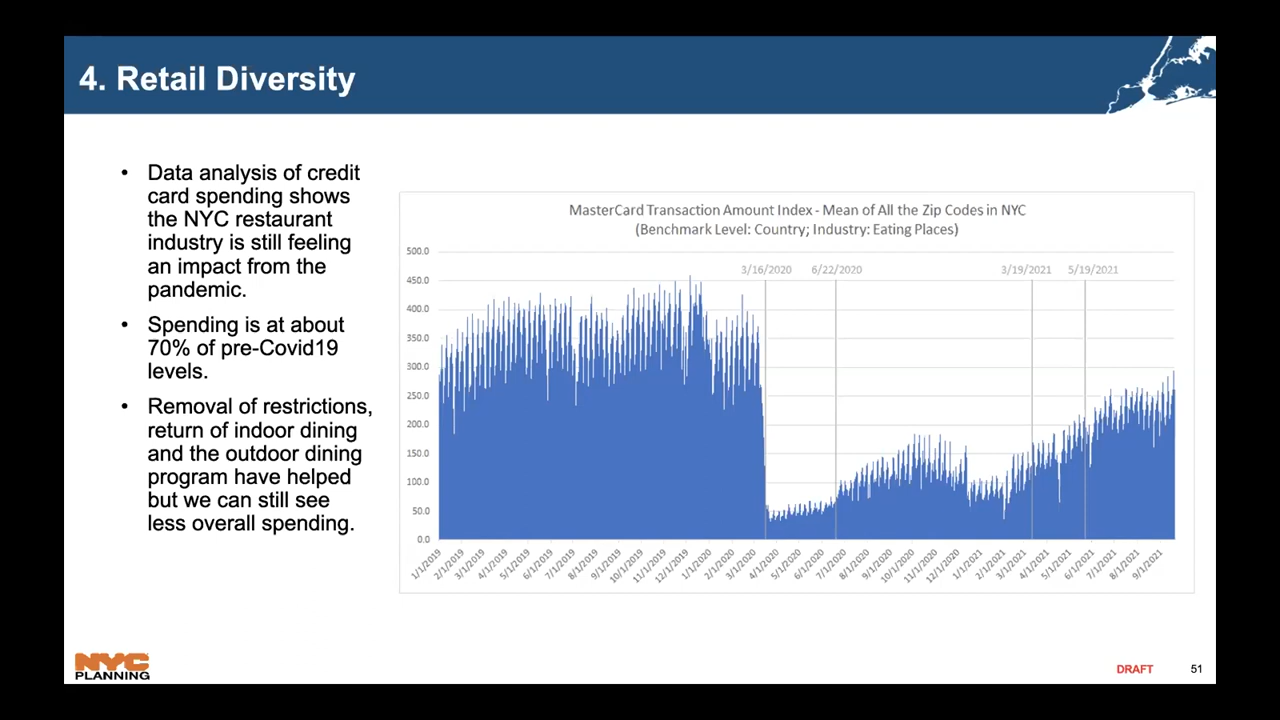 4. Retail Diversity
• Data analysis of credit
card spending shows
the NYC restaurant
industry is still feeling
an impact from the
pandemic.
• Spending is at about
70% of pre-Covid19
levels.
• Removal of restrictions,
return of indoor dining
and the outdoor dining
program have helped
but we can still see
less overall spending.
MasterCard Transaction Amount Index - Mean of All the Zip Codes in NYC
(Benchmark Level: Country; Industry: Eating Places)
3/16/2020 6/22/2020 3/19/2021 5/19/2021
500.0
450.0
400.0
350.0
300.0
250.0
200.0
150.0
100.0
50.0
0.0
1/1/2019 2/1/2019 3/1/2019 4/1/2019 5/1/2019 6/1/2019 7/1/2019 8/1/2019 9/1/2019 10/1/2019 11/1/2019 12/1/2019 1/1/2020 2/1/2020 3/1/2020 4/1/2020 5/1/2020 6/1/2020 7/1/2020 8/1/2020 9/1/2020 10/1/2020 11/1/2020 12/1/2020 1/1/2021 2/1/2021 3/1/2021 4/1/2021 5/1/2021 6/1/2021 7/1/2021 8/1/2021 9/1/2021
NYC
PLANNING
DRAFT 51